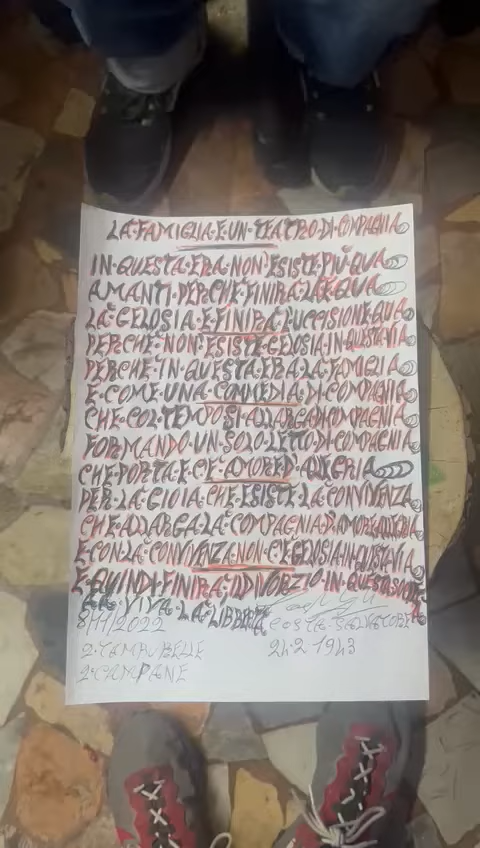 LA·FAMIGLIA·E·UN·TEATRO·DI·COMPAGNIA
IN·QUESTA·ERA·NON·ESISTE·PIU·QUA
AMANTI·PERCHE·FINIRA·LA·E·QUA
LA·GELOSIA·E·FINIRA·L'UCCISIONE·QUA
PERCHE·NON·ESISTE·GELOSIA·IN·QUESTA·VIA
PERCHE·IN·QUESTA·ERA·LA·FAMIGLIA
E·COME·UNA·COMMEDIA·DI·COMPAGNIA
CHE·COL·TEMPO·SI·ALLARGA·COMPAGNIA
FORMANDO·UN·SOLO·LETTO·DI·COMPAGNIA
CHE·PORTA·E·C'E·AMORE·D'ALLEGRIA
PER·LA·GIOIA·CHE·ESISTE·LA·CONVIVENZA
CHE·ALLARGA·LA·COMPAGNIA·D'AMORE·ALLEGRIA
E·CON·LA·CONVIVENZA·NON·C'E·GELOSIA·IN·QUESTA·VIA
E·QUINDI·FINIRA·IL·DIVORZIO·IN·QUESTA
VIVA·LA·LIBERTA
8/11/2022 COSTA·SALVATORE
2·TAMBURELLE 24·2·1943
2·CAMPANE